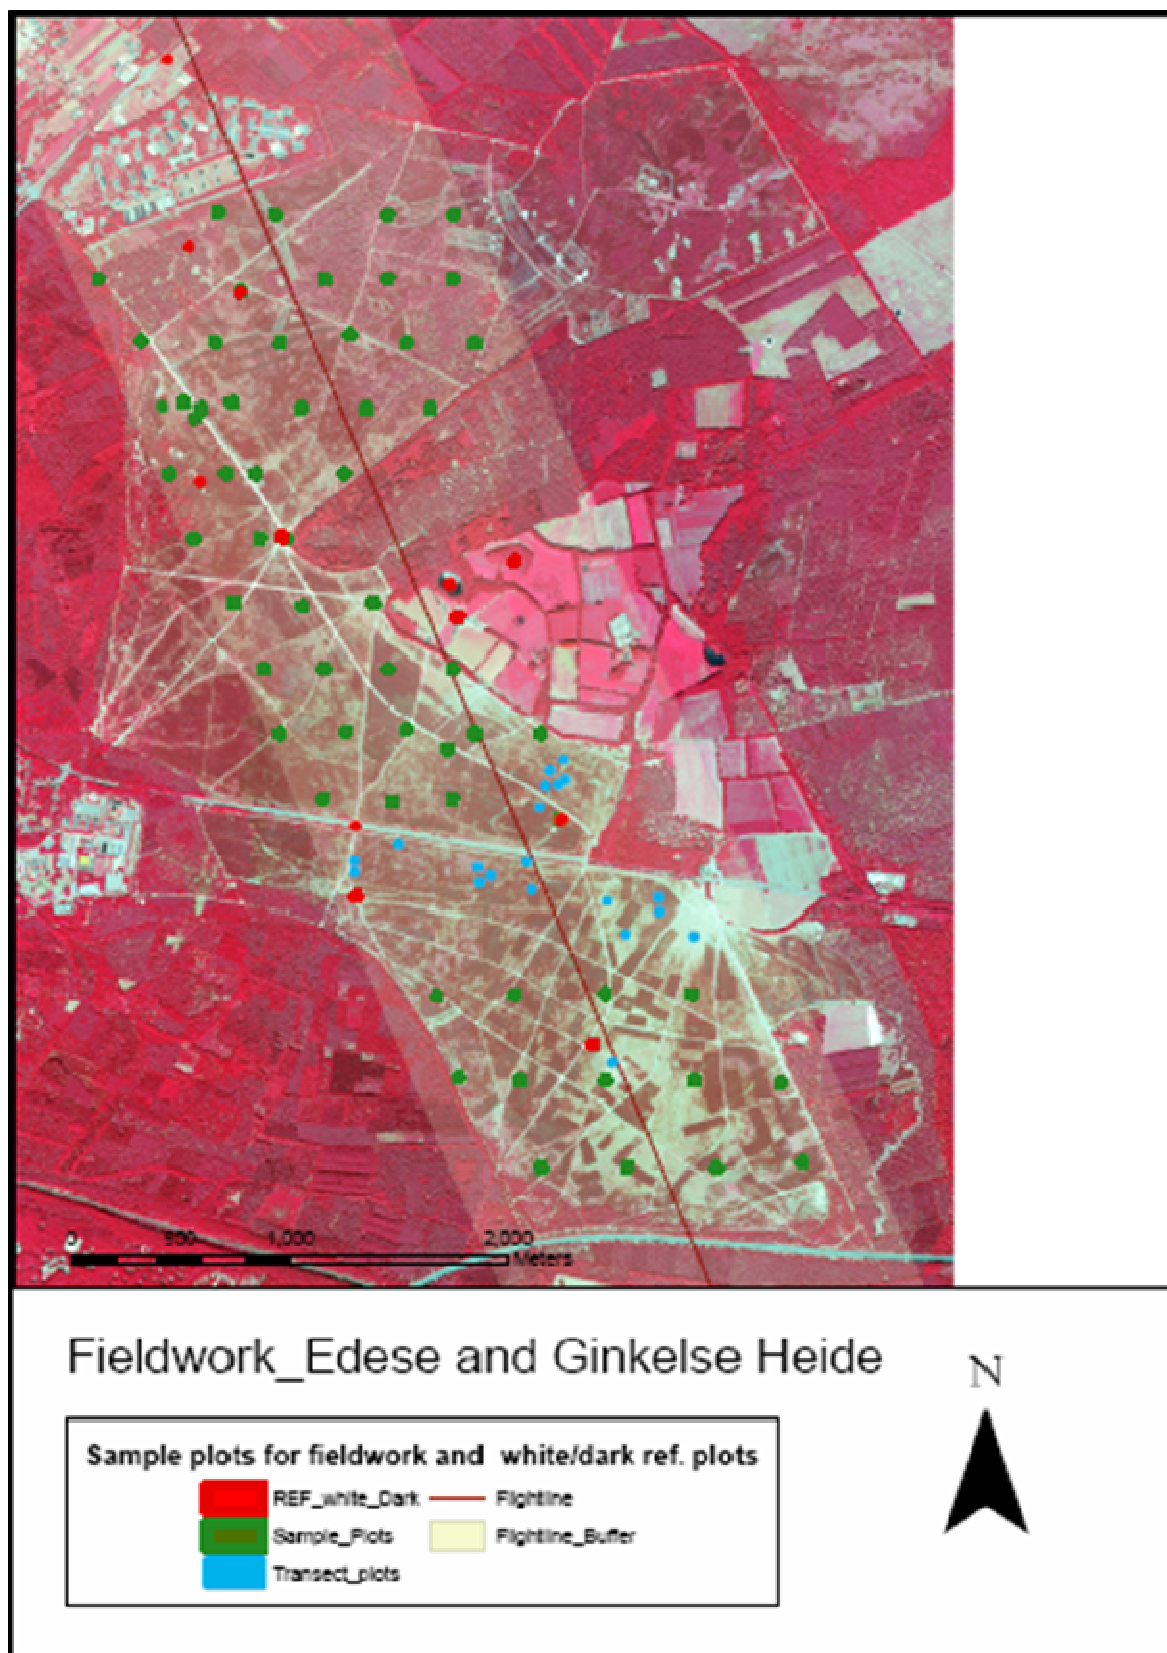 0 500 1,000 2,000
Meters
Fieldwork_Edese and Ginkelse Heide
N
Sample plots for fieldwork and white/dark ref. plots
REF_white_Dark Flightline
Sample_Plots Flightline_Buffer
Transect_plots